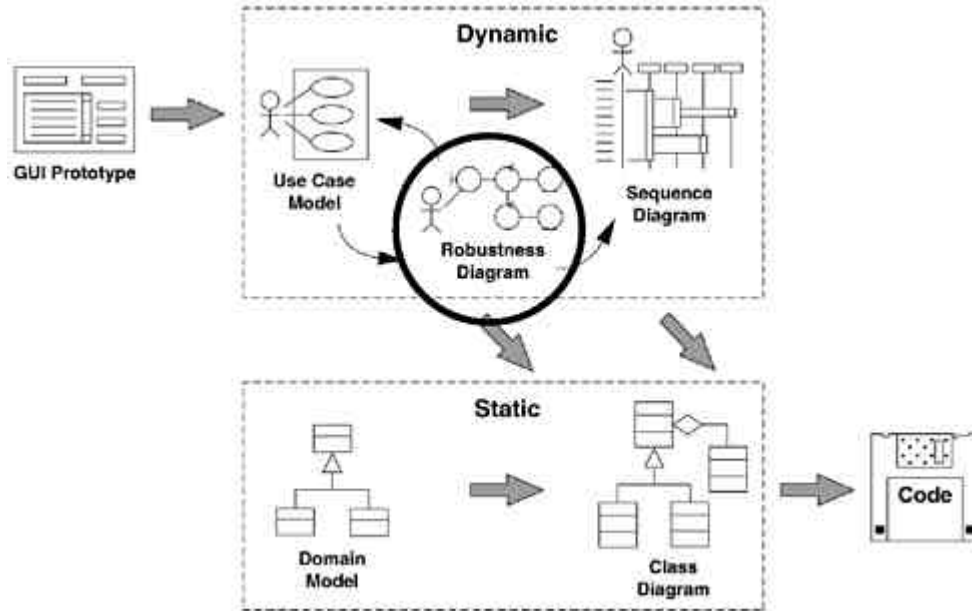 Dynamic
GUI Prototype
Use Case
Model
Robustness
Diagram
Sequence
Diagram
Static
Domain
Model
Class
Diagram
Code